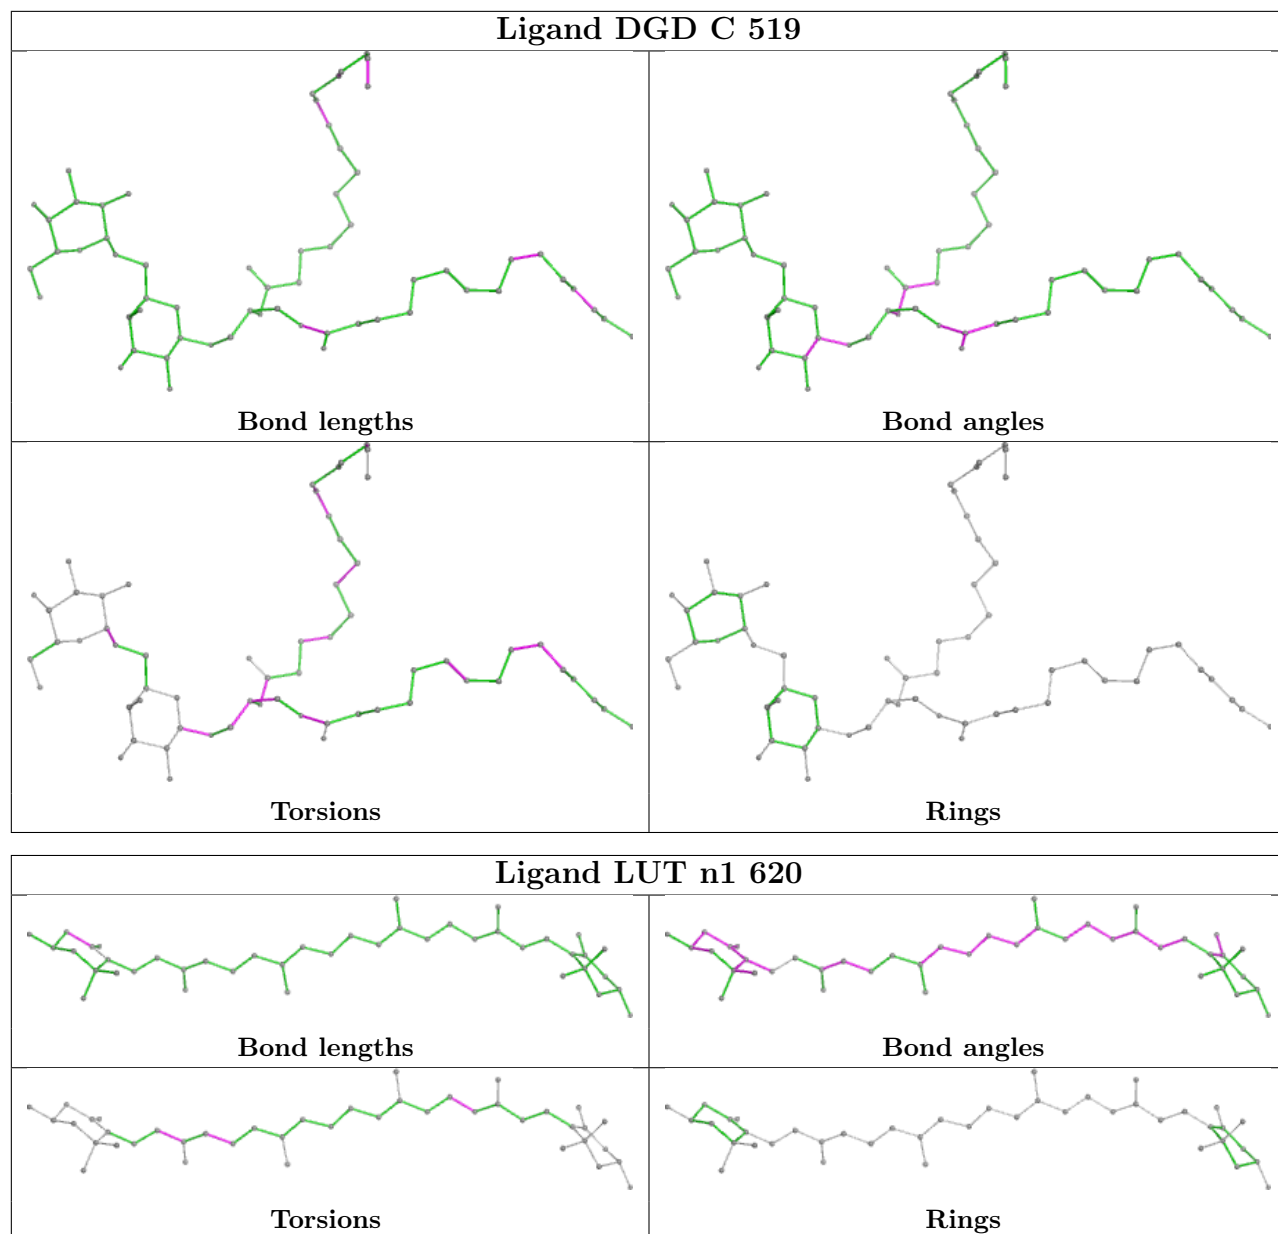 Ligand DGD C 519
Bond lengths
Bond angles
Torsions
Rings
Ligand LUT n1 620
Bond lengths
Bond angles
Torsions
Rings